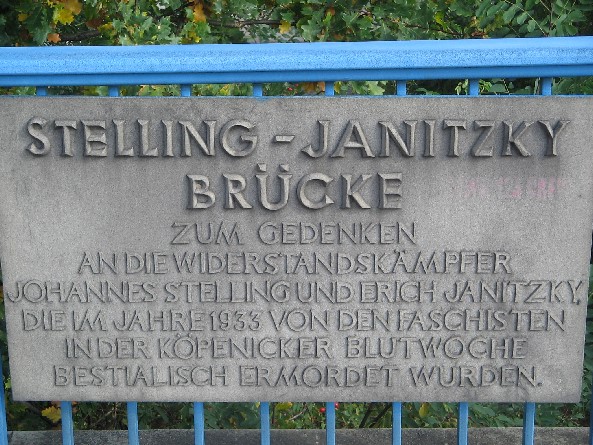 STELLING-JANITZKY
BRÜCKE
ZUM GEDENKEN
AN DIE WIDERSTANDSKÄMPFER
JOHANNES STELLING UND ERICH JANITZKY,
DIE IM JAHRE 1933 VON DEN FASCHISTEN
IN DER KÖPENICKER BLUTWOCHE
BESTIALISCH ERMORDET WURDEN.